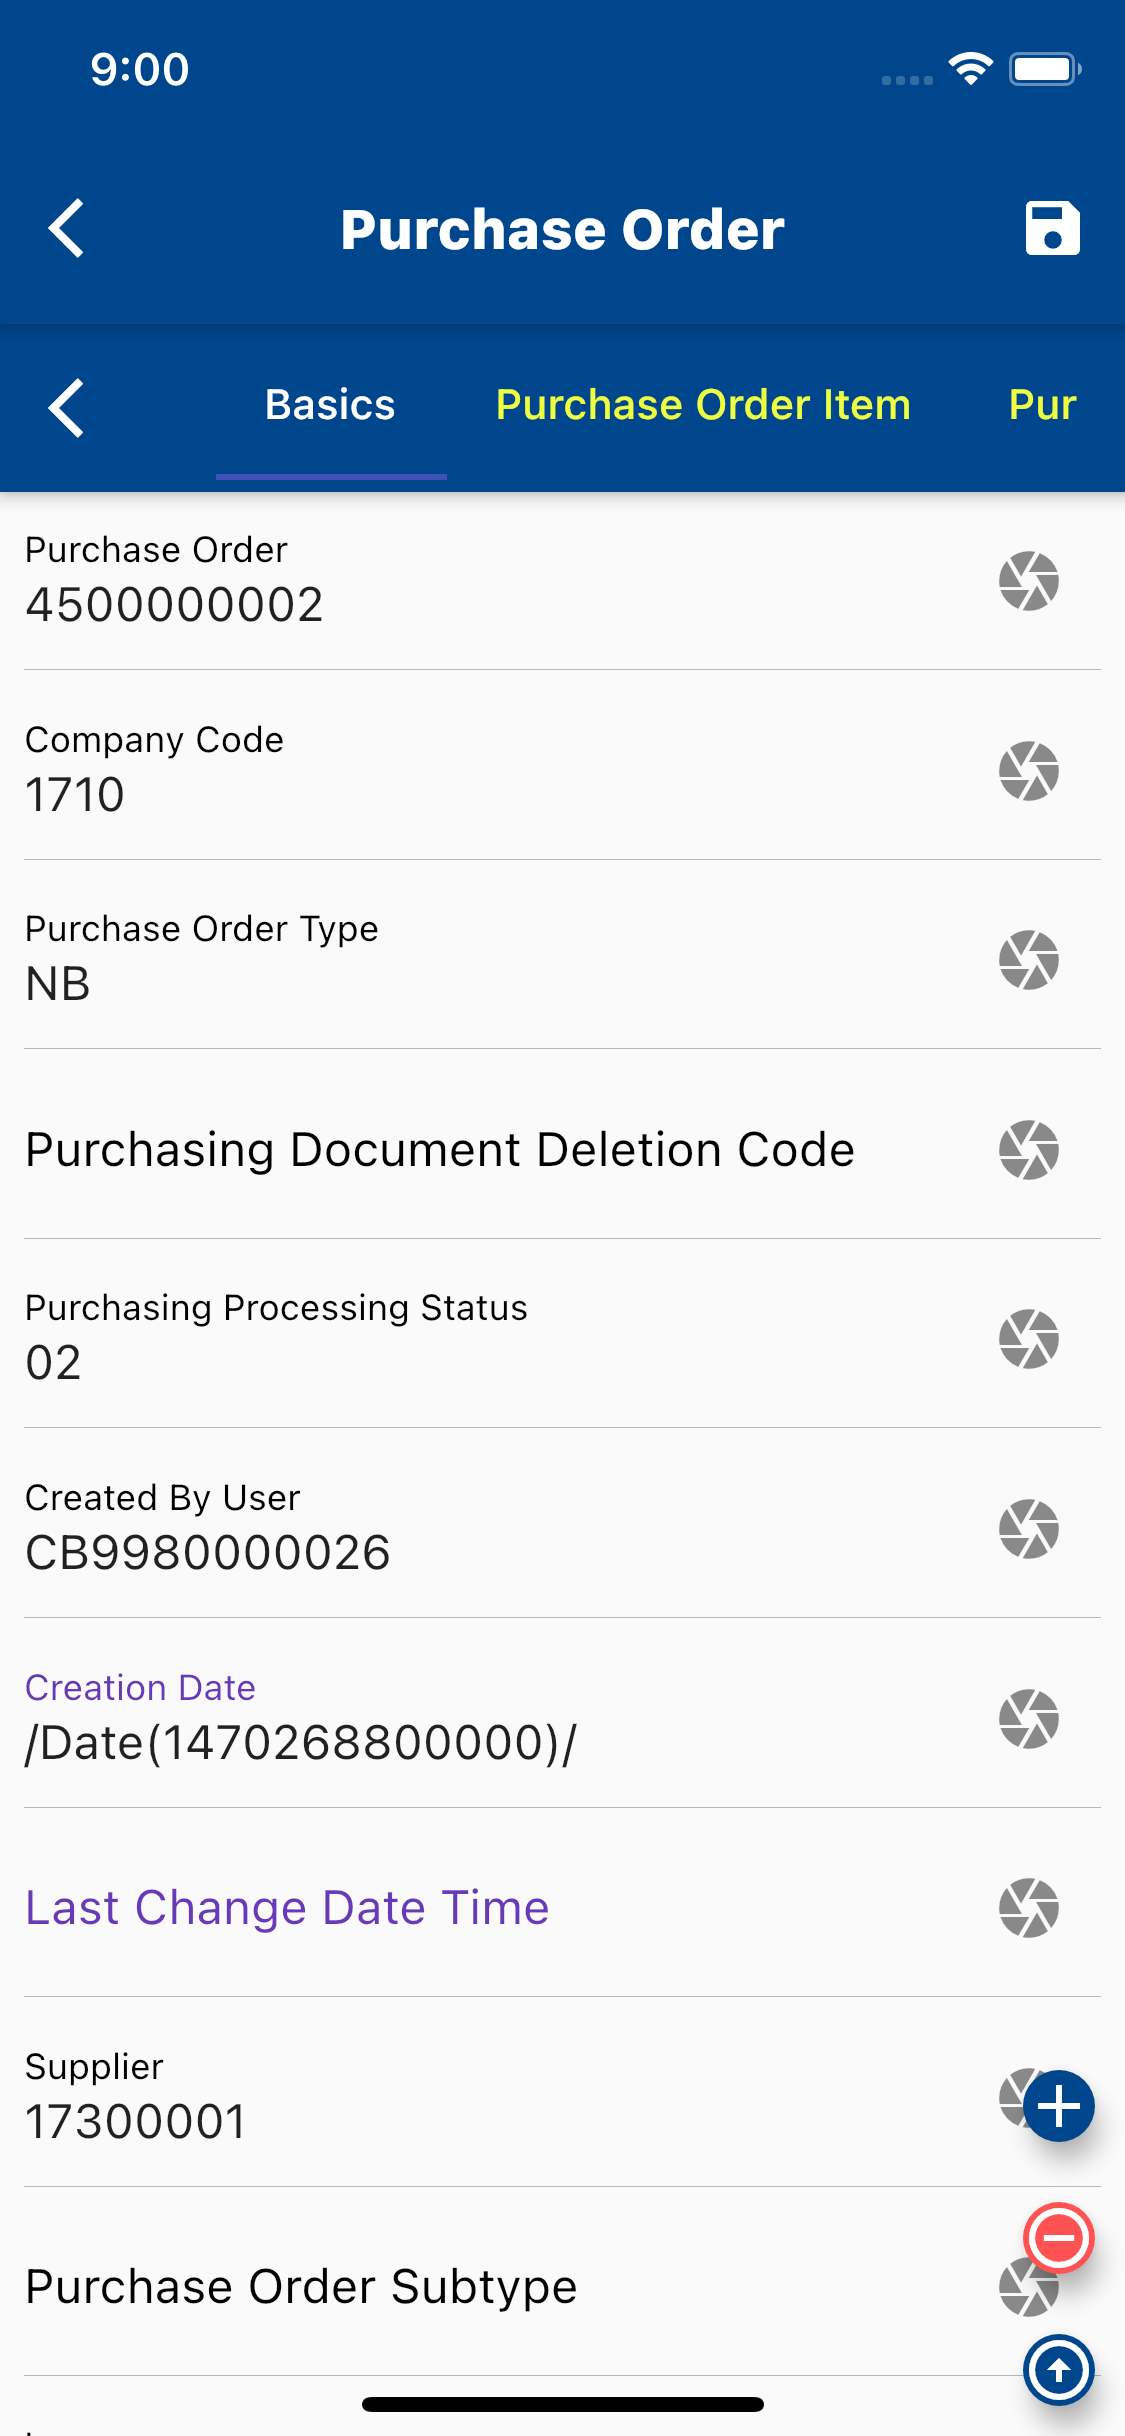 9:00
Purchase Order
Basics Purchase Order Item Pur
Purchase Order
4500000002
Company Code
1710
Purchase Order Type
NB
Purchasing Document Deletion Code
Purchasing Processing Status
02
Created By User
CB9980000026
Creation Date
/Date(1470268800000)/
Last Change Date Time
Supplier
17300001
Purchase Order Subtype